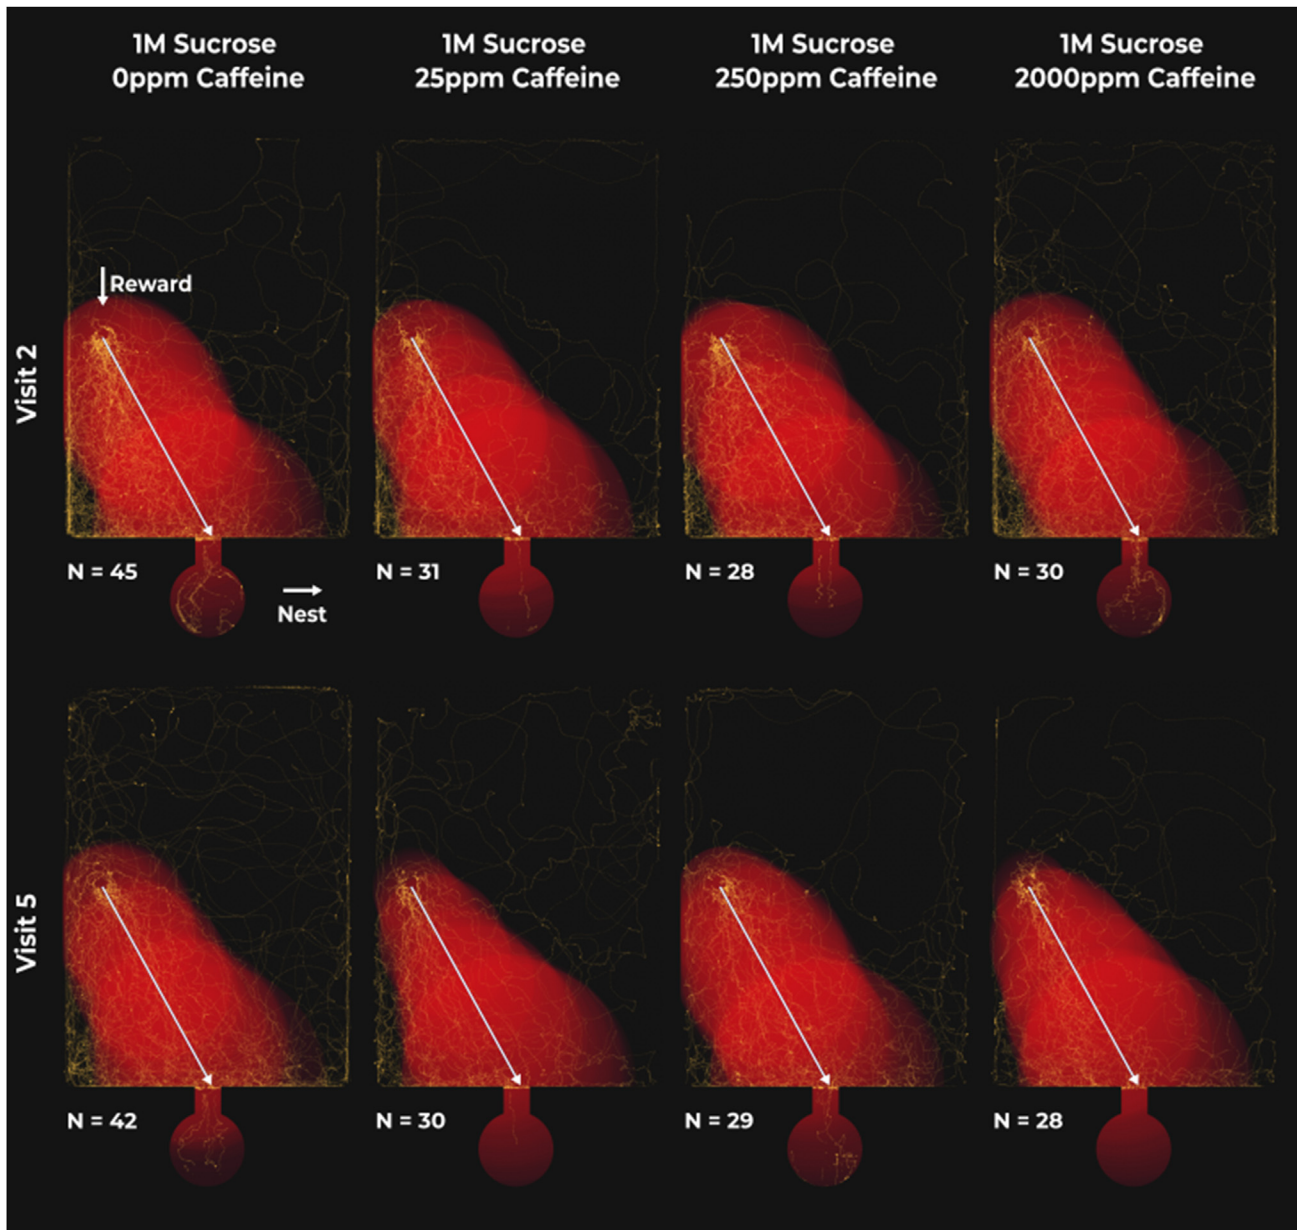 1M Sucrose
0ppm Caffeine
1M Sucrose
25ppm Caffeine
1M Sucrose
250ppm Caffeine
1M Sucrose
2000ppm Caffeine
Visit 2
Reward
N = 45
Nest
N = 31
N = 28
N = 30
Visit 5
N = 42
N = 30
N = 29
N = 28